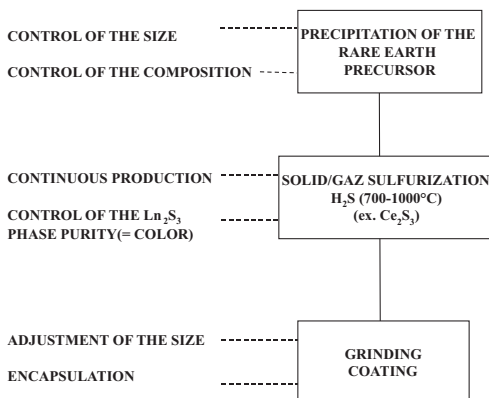 CONTROL OF THE SIZE
PRECIPITATION OF THE
RARE EARTH
PRECURSOR
CONTROL OF THE COMPOSITION
CONTINUOUS PRODUCTION
SOLID/GAZ SULFURIZATION
H₂S (700-1000°C)
(ex. Ce₂S₃)
CONTROL OF THE Ln₂S₃
PHASE PURITY(= COLOR)
ADJUSTMENT OF THE SIZE
GRINDING
COATING
ENCAPSULATION